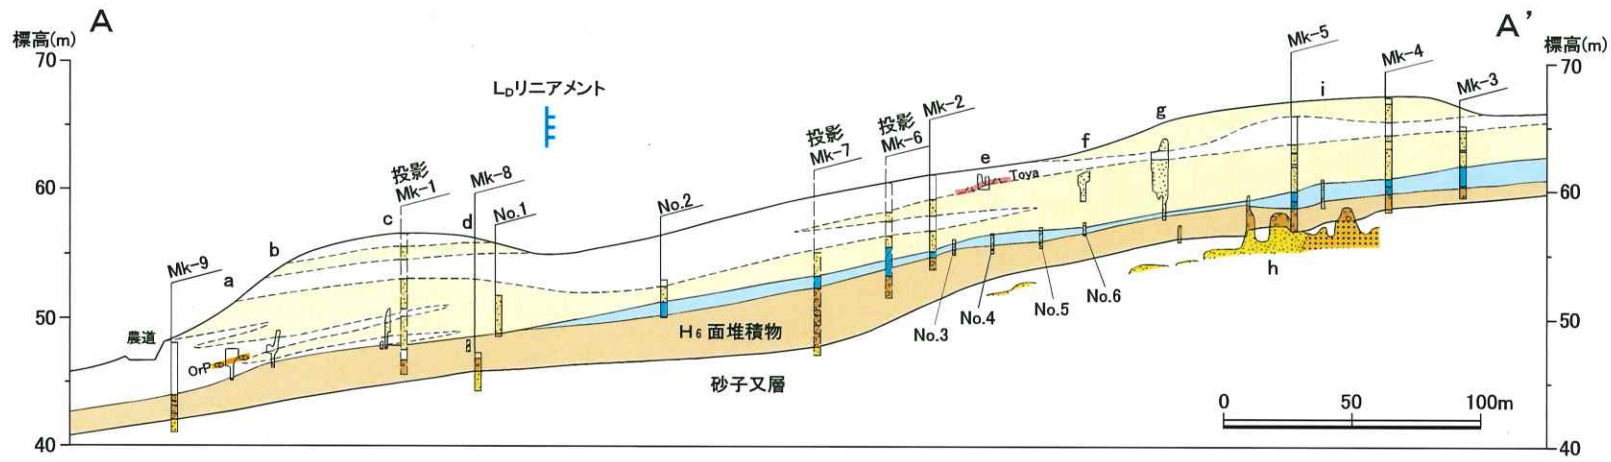 A
A'
標高(m)
標高(m)
70
60
50
40
70
60
50
40
LDリニアメント
Mk-9
a
b
c
投影
Mk-1
d
Mk-8
No.1
No.2
投影
Mk-7
投影
Mk-6
Mk-2
e
Toya
f
g
Mk-5
i
Mk-4
Mk-3
農道
OrP
No.3
No.4
No.5
No.6
h
H6面堆積物
砂子又層
0 50 100m